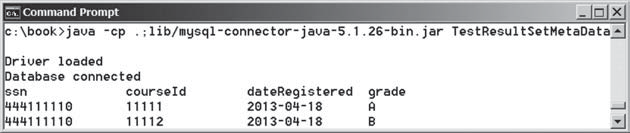 Command Prompt
c:\book>java -cp .;lib/mysql-connector-java-5.1.26-bin.jar TestResultSetMetaData
Driver loaded
Database connected
ssn courseId dateRegistered grade
444111110 11111 2013-04-18 A
444111110 11112 2013-04-18 B